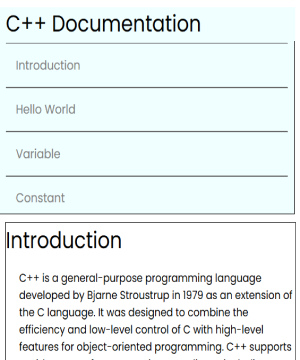 C++ Documentation
Introduction
Hello World
Variable
Constant
Introduction
C++ is a general-purpose programming language
developed by Bjarne Stroustrup in 1979 as an extension of
the C language. It was designed to combine the
efficiency and low-level control of C with high-level
features for object-oriented programming. C++ supports